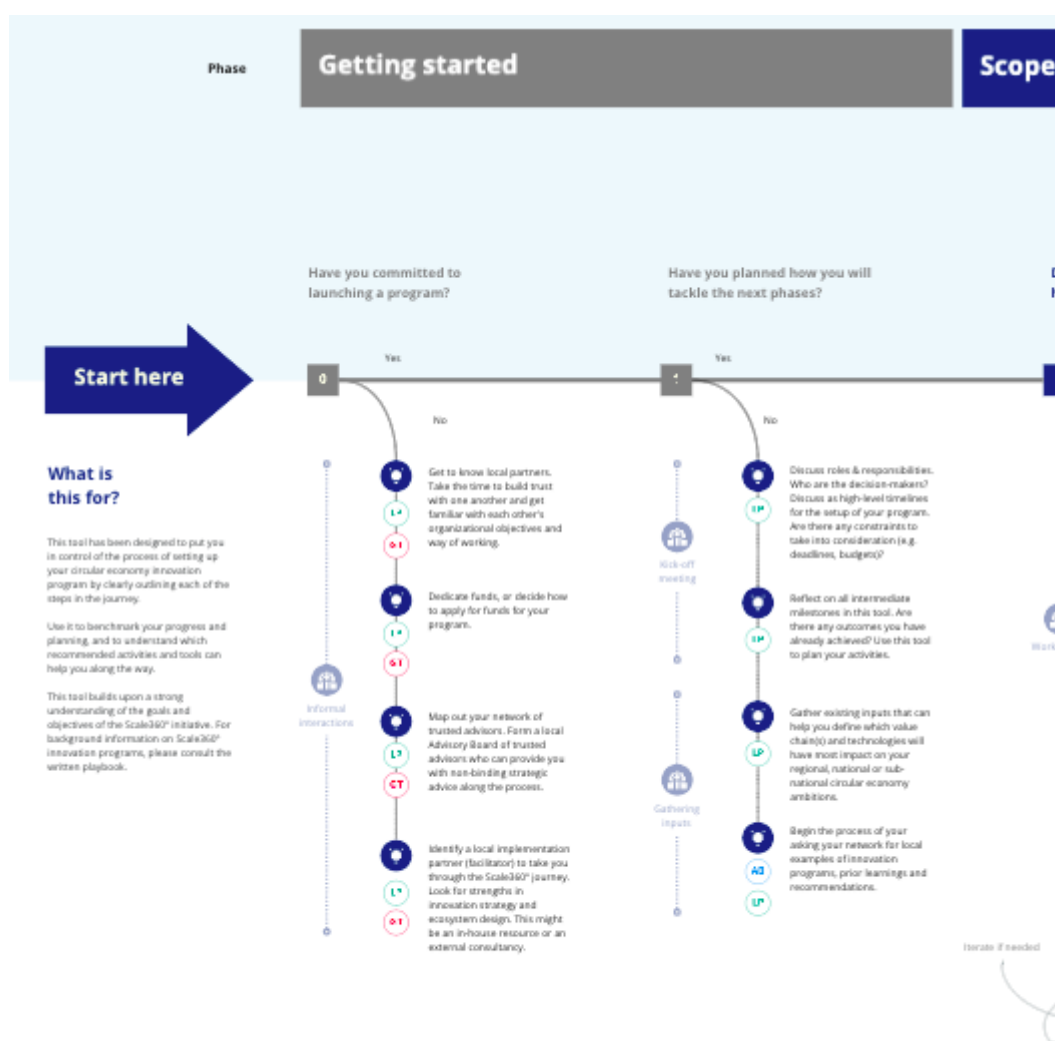 Phase
Getting started
Scope
Have you committed to
launching a program?
Have you planned how you will
tackle the next phases?
Start here
0
Yes
1
Yes
No
No
What is
this for?
This tool has been designed to put you
in control of the process of setting up
your circular economy innovation
program by clearly outlining each of the
steps in the journey.
Use it to benchmark your progress and
planning, and to understand which
recommended activities and tools can
help you along the way.
This tool builds upon a strong
understanding of the goals and
objectives of the Scale360° initiative. For
background information on Scale360°
innovation programs, please consult the
written playbook.
Informal
interactions
Get to know local partners.
Take the time to build trust
with one another and get
familiar with each other's
organizational objectives and
way of working.
Dedicate funds, or decide how
to apply for funds for your
program.
Map out your network of
trusted advisors. Form a local
Advisory Board of trusted
advisors who can provide you
with non-binding strategic
advice along the process.
CT
Identify a local implementation
partner (facilitator) to take you
through the Scale360° journey.
Look for strengths in
innovation strategy and
ecosystem design. This might
be an in-house resource or an
external consultancy.
Kick-off
meeting
Gathering
inputs
Discuss roles & responsibilities.
Who are the decision-makers?
Discuss as high-level timelines
for the setup of your program.
Are there any constraints to
take into consideration (e.g.
deadlines, budgets)?
LP
Reflect on all intermediate
milestones in this tool. Are
there any outcomes you have
already achieved? Use this tool
to plan your activities.
LP
Gather existing inputs that can
help you define which value
chain(s) and technologies will
have most impact on your
regional, national or sub-
national circular economy
ambitions.
LP
Begin the process of your
asking your network for local
examples of innovation
programs, prior learnings and
recommendations.
LP
Iterate if needed